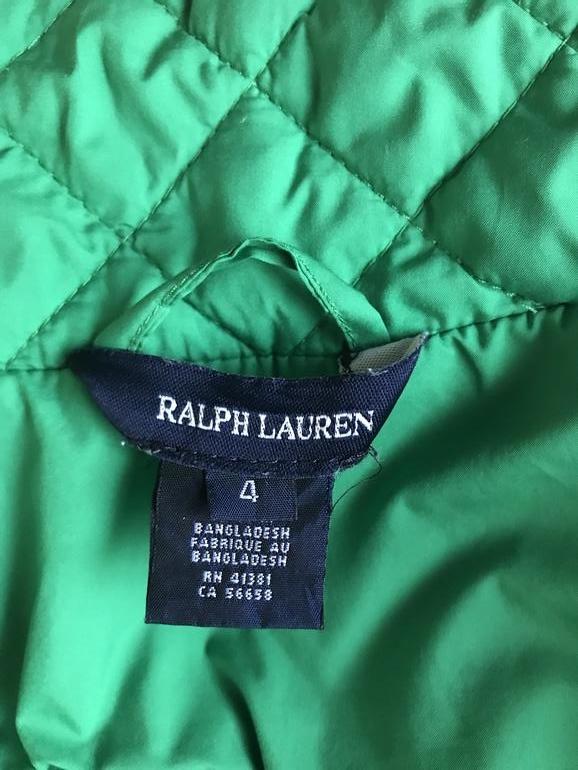 RALPH LAUREN
4
BANGLADESH
FABRIQUE AU
BANGLADESH
RN 41381
CA 56658